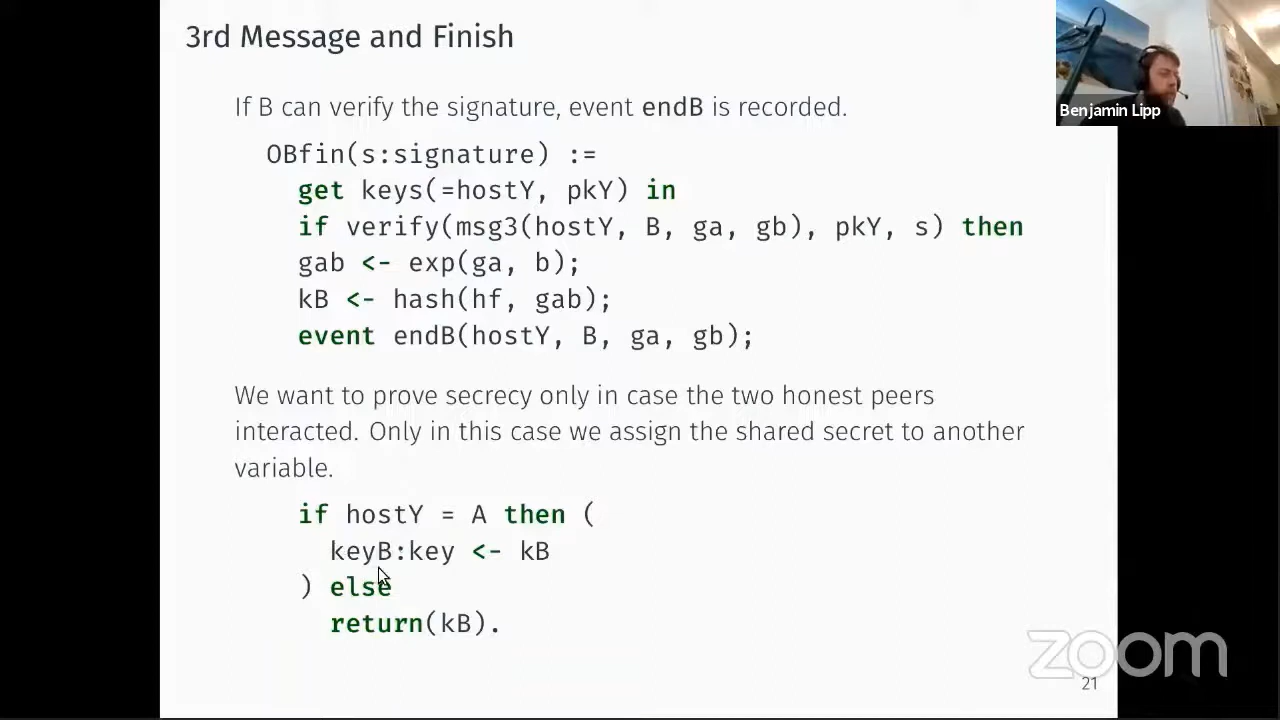 3rd Message and Finish
Benjamin Lipp
If B can verify the signature, event endB is recorded.
OBfin(s:signature) :=
get keys(=hostY, pkY) in
if verify(msg3(hostY, B, ga, gb), pkY, s) then
gab <- exp(ga, b);
kB <- hash(hf, gab);
event endB(hostY, B, ga, gb);
We want to prove secrecy only in case the two honest peers
interacted. Only in this case we assign the shared secret to another
variable.
if hostY = A then (
keyB:key <- kB
) else
return(kB).
zoom
21